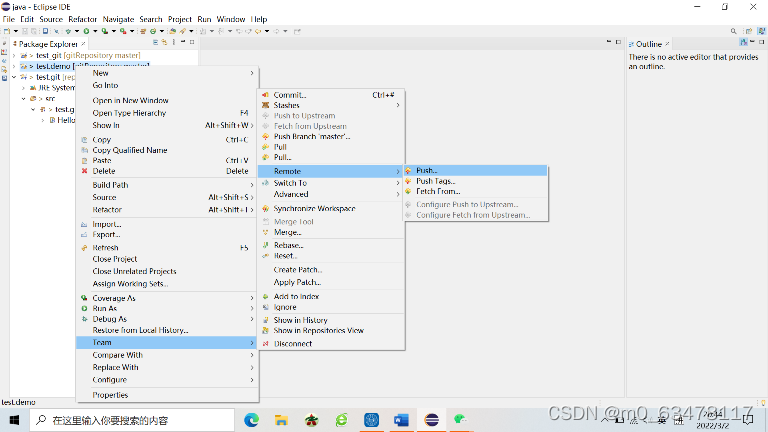 java - Eclipse IDE
File Edit Source Refactor Navigate Search Project Run Window Help
Package Explorer
> test_git [gitRepository master]
> test.demo [gitRepository master]
> test.git
JRE System
> src
> test.g
Hello
Outline
There is no active editor that provides
an outline.
New
Go Into
Open in New Window
Open Type Hierarchy F4
Show In Alt+Shift+W
Copy Ctrl+C
Copy Qualified Name
Paste Ctrl+V
Delete Delete
Build Path
Source Alt+Shift+S
Refactor
Import...
Export...
Refresh F5
Close Project
Close Unrelated Projects
Assign Working Sets...
Coverage As
Run As
Debug As
Restore from Local History...
Team
Compare With
Replace With
Configure
Properties
Commit... Ctrl+#
Stashes
Push to Upstream
Fetch from Upstream
Push Branch 'master'...
Pull
Pull...
Remote
Switch To
Advanced
Synchronize Workspace
Merge Tool
Merge...
Rebase...
Reset...
Create Patch...
Apply Patch...
Add to Index
Ignore
Show in History
Show in Repositories View
Disconnect
Push...
Push Tags...
Fetch From...
Configure Push to Upstream...
Configure Fetch from Upstream...
test.demo
在这里输入你要搜索的内容
英
2022/3/2
CSDN @m0_63473117